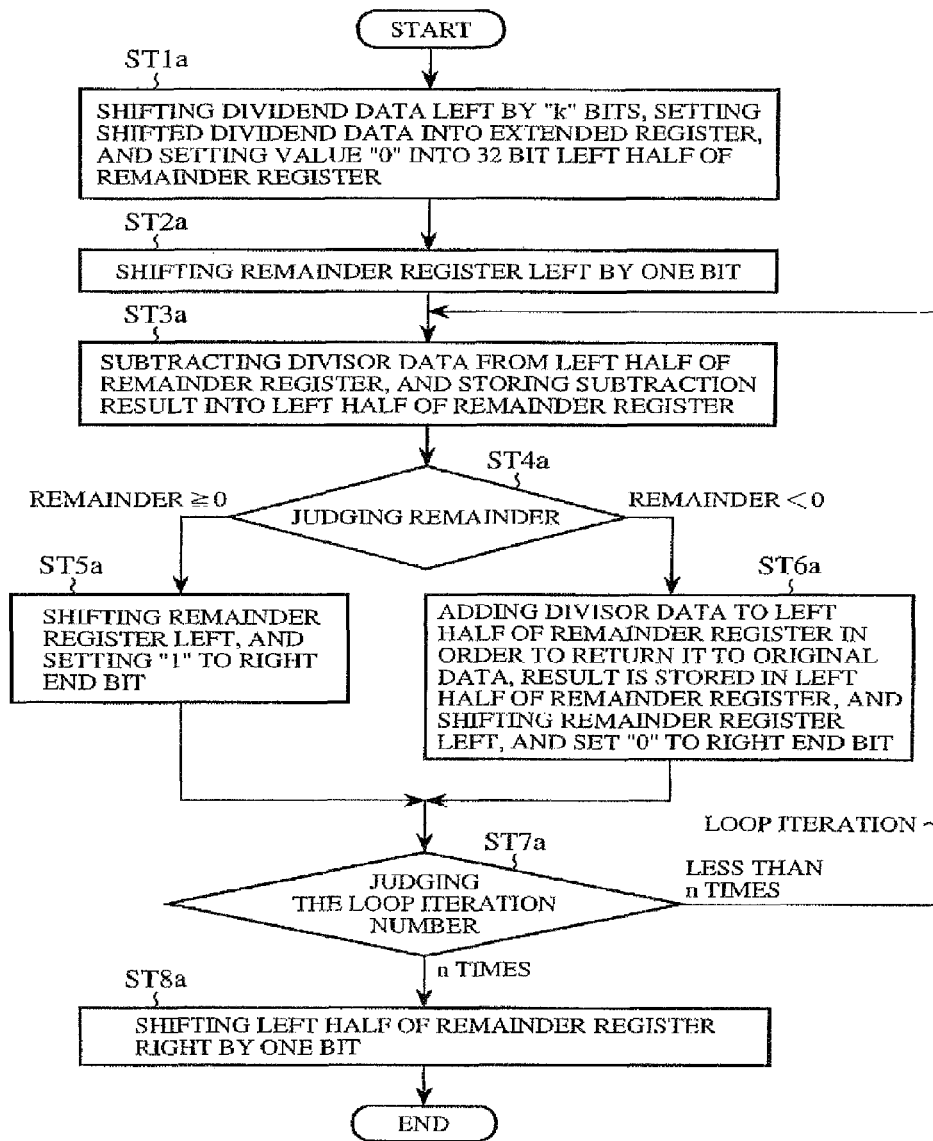 START
ST1a
SHIFTING DIVIDEND DATA LEFT BY "k" BITS, SETTING
SHIFTED DIVIDEND DATA INTO EXTENDED REGISTER,
AND SETTING VALUE "0" INTO 32 BIT LEFT HALF OF
REMAINDER REGISTER
ST2a
SHIFTING REMAINDER REGISTER LEFT BY ONE BIT
ST3a
SUBTRACTING DIVISOR DATA FROM LEFT HALF OF
REMAINDER REGISTER, AND STORING SUBTRACTION
RESULT INTO LEFT HALF OF REMAINDER REGISTER
ST4a
REMAINDER ≧ 0
JUDGING REMAINDER
REMAINDER < 0
ST5a
SHIFTING REMAINDER
REGISTER LEFT, AND
SETTING "1" TO RIGHT
END BIT
ST6a
ADDING DIVISOR DATA TO LEFT
HALF OF REMAINDER REGISTER IN
ORDER TO RETURN IT TO ORIGINAL
DATA, RESULT IS STORED IN LEFT
HALF OF REMAINDER REGISTER, AND
SHIFTING REMAINDER REGISTER
LEFT, AND SET "0" TO RIGHT END BIT
LOOP ITERATION
ST7a
JUDGING
THE LOOP ITERATION
NUMBER
LESS THAN
n TIMES
n TIMES
ST8a
SHIFTING LEFT HALF OF REMAINDER REGISTER
RIGHT BY ONE BIT
END